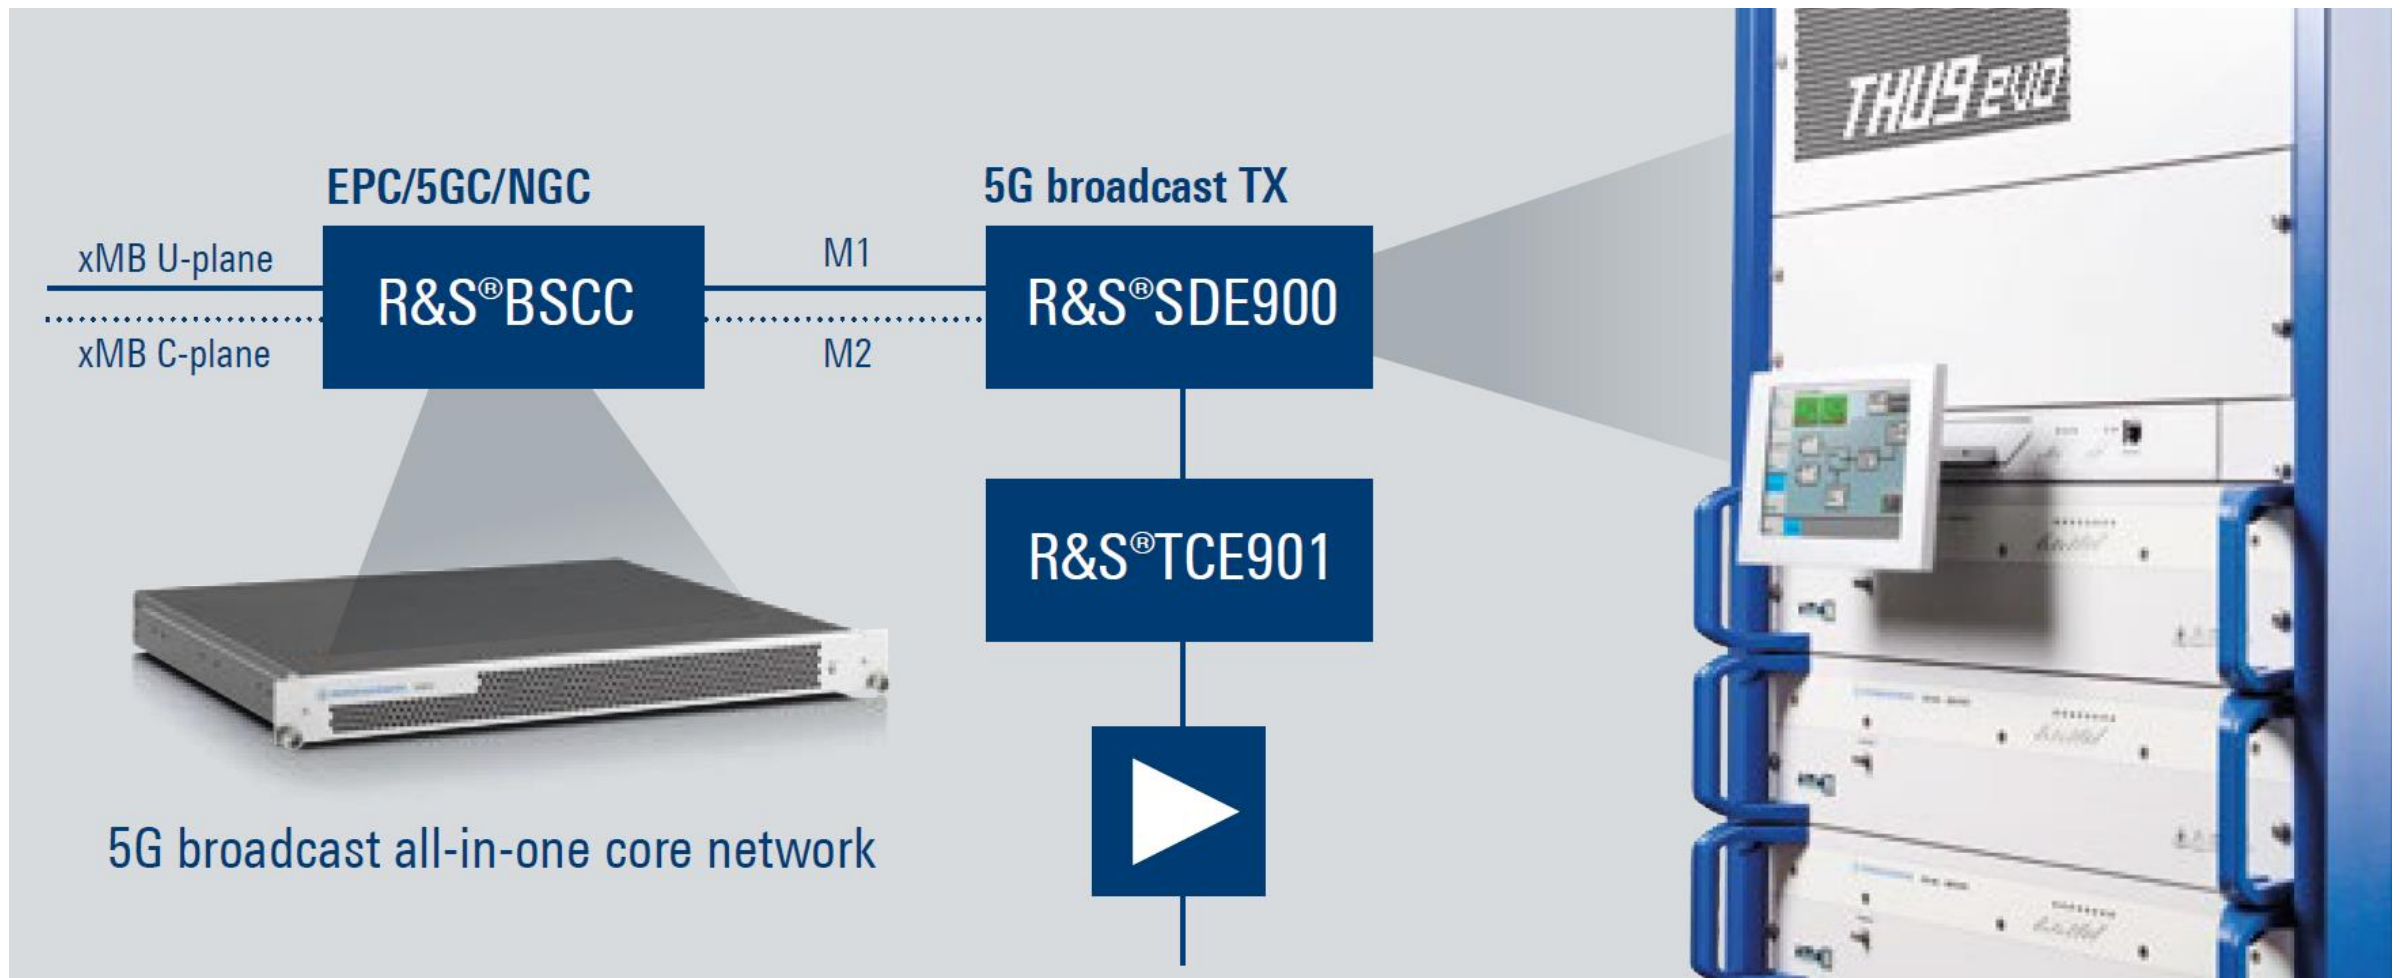 THU9 evo
EPC/5GC/NGC
5G broadcast TX
xMB U-plane
M1
R&S®BSCC
R&S®SDE900
xMB C-plane
M2
R&S®TCE901
5G broadcast all-in-one core network